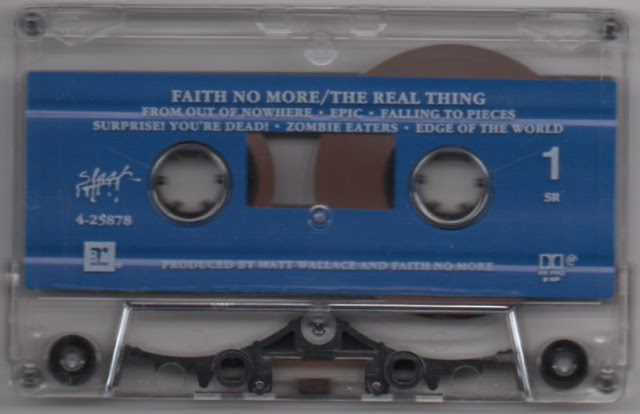 FAITH NO MORE/THE REAL THING
FROM OUT OF NOWHERE • EPIC • FALLING TO PIECES
SURPRISE! YOU'RE DEAD! • ZOMBIE EATERS • EDGE OF THE WORLD
Slash
1
SR
4-25878
r®
PRODUCED BY MATT WALLACE AND FAITH NO MORE